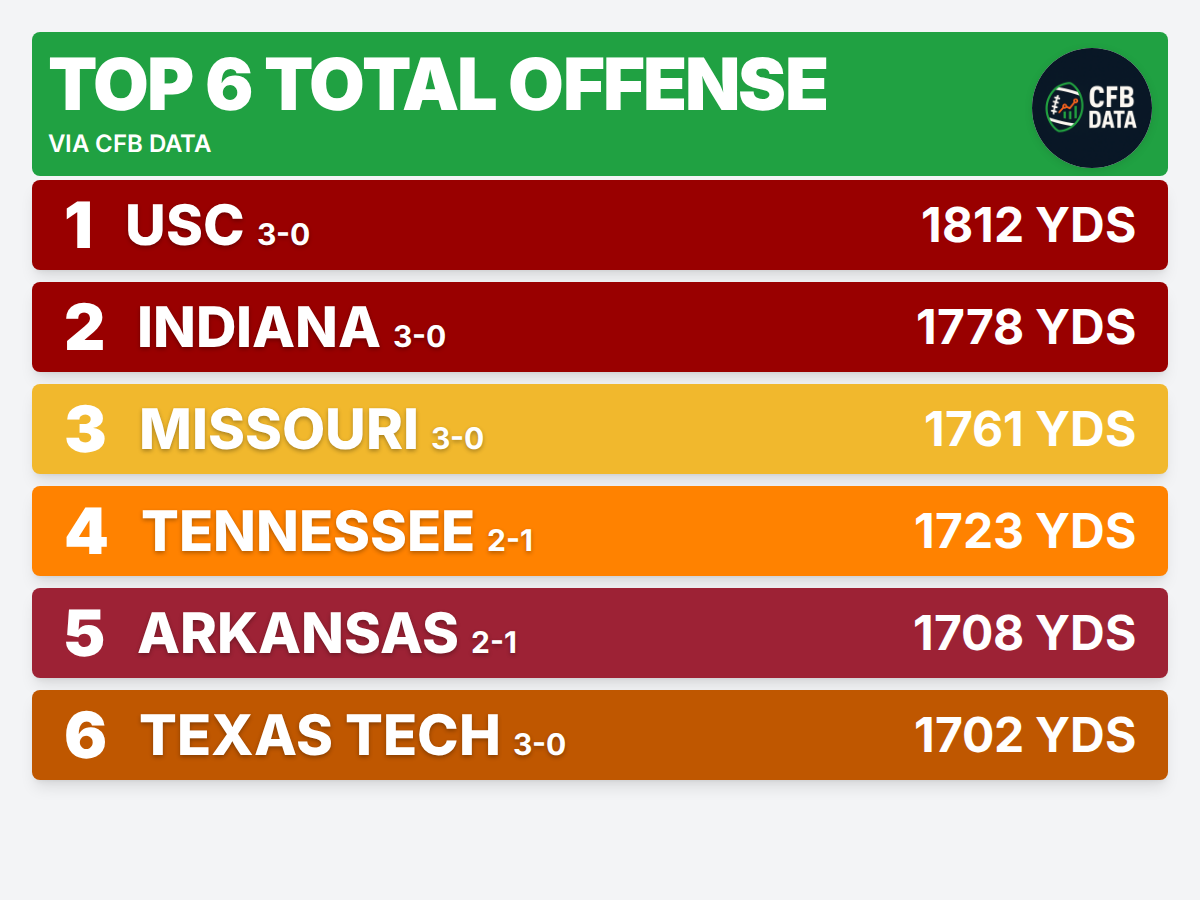 TOP 6 TOTAL OFFENSE
VIA CFB DATA
CFB
DATA
1 USC 3-0 1812 YDS
2 INDIANA 3-0 1778 YDS
3 MISSOURI 3-0 1761 YDS
4 TENNESSEE 2-1 1723 YDS
5 ARKANSAS 2-1 1708 YDS
6 TEXAS TECH 3-0 1702 YDS